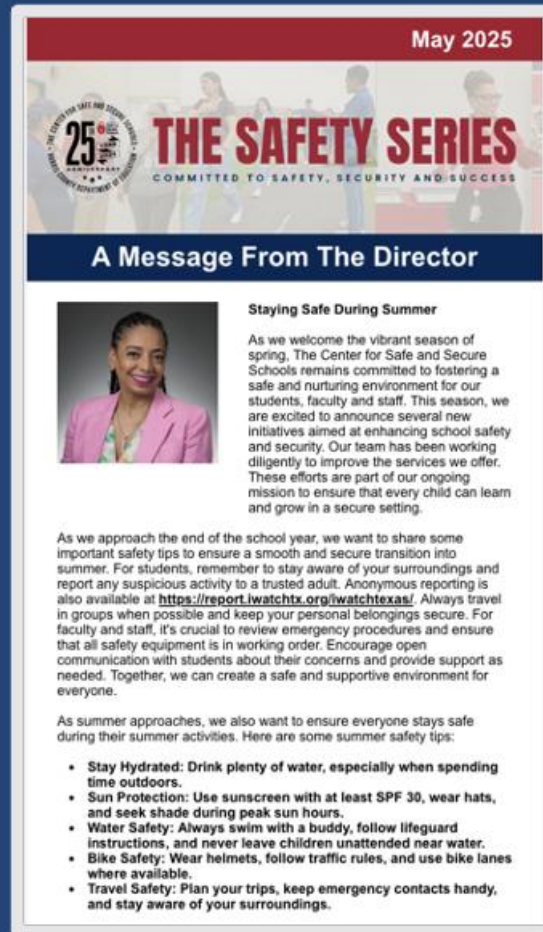 May 2025
THE CENTER FOR SAFE AND SECURE SCHOOLS
25
ANNIVERSARY
HARRIS COUNTY DEPARTMENT OF EDUCATION
THE SAFETY SERIES
COMMITTED TO SAFETY, SECURITY AND SUCCESS
A Message From The Director
Staying Safe During Summer
As we welcome the vibrant season of
spring, The Center for Safe and Secure
Schools remains committed to fostering a
safe and nurturing environment for our
students, faculty and staff. This season, we
are excited to announce several new
initiatives aimed at enhancing school safety
and security. Our team has been working
diligently to improve the services we offer.
These efforts are part of our ongoing
mission to ensure that every child can learn
and grow in a secure setting.
As we approach the end of the school year, we want to share some
important safety tips to ensure a smooth and secure transition into
summer. For students, remember to stay aware of your surroundings and
report any suspicious activity to a trusted adult. Anonymous reporting is
also available at https://report.iwatchtx.org/iwatchtexas/. Always travel
in groups when possible and keep your personal belongings secure. For
faculty and staff, it's crucial to review emergency procedures and ensure
that all safety equipment is in working order. Encourage open
communication with students about their concerns and provide support as
needed. Together, we can create a safe and supportive environment for
everyone.
As summer approaches, we also want to ensure everyone stays safe
during their summer activities. Here are some summer safety tips:
• Stay Hydrated: Drink plenty of water, especially when spending
time outdoors.
• Sun Protection: Use sunscreen with at least SPF 30, wear hats,
and seek shade during peak sun hours.
• Water Safety: Always swim with a buddy, follow lifeguard
instructions, and never leave children unattended near water.
• Bike Safety: Wear helmets, follow traffic rules, and use bike lanes
where available.
• Travel Safety: Plan your trips, keep emergency contacts handy,
and stay aware of your surroundings.